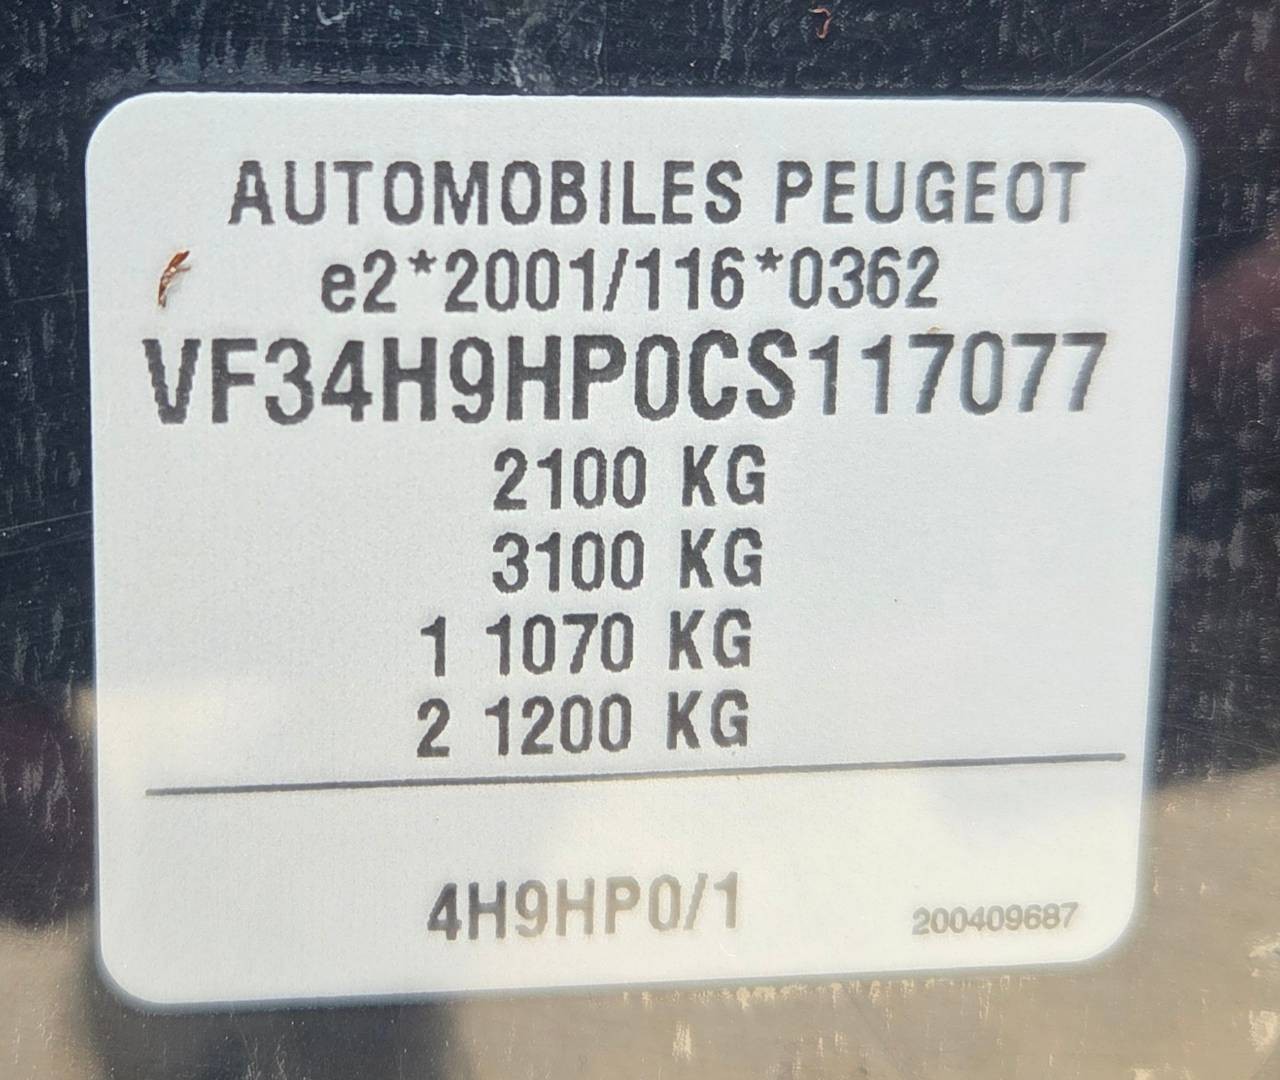 AUTOMOBILES PEUGEOT
e2*2001/116*0362
VF34H9HP0CS117077
2100 KG
3100 KG
1 1070 KG
2 1200 KG
4H9HP0/1
200409687